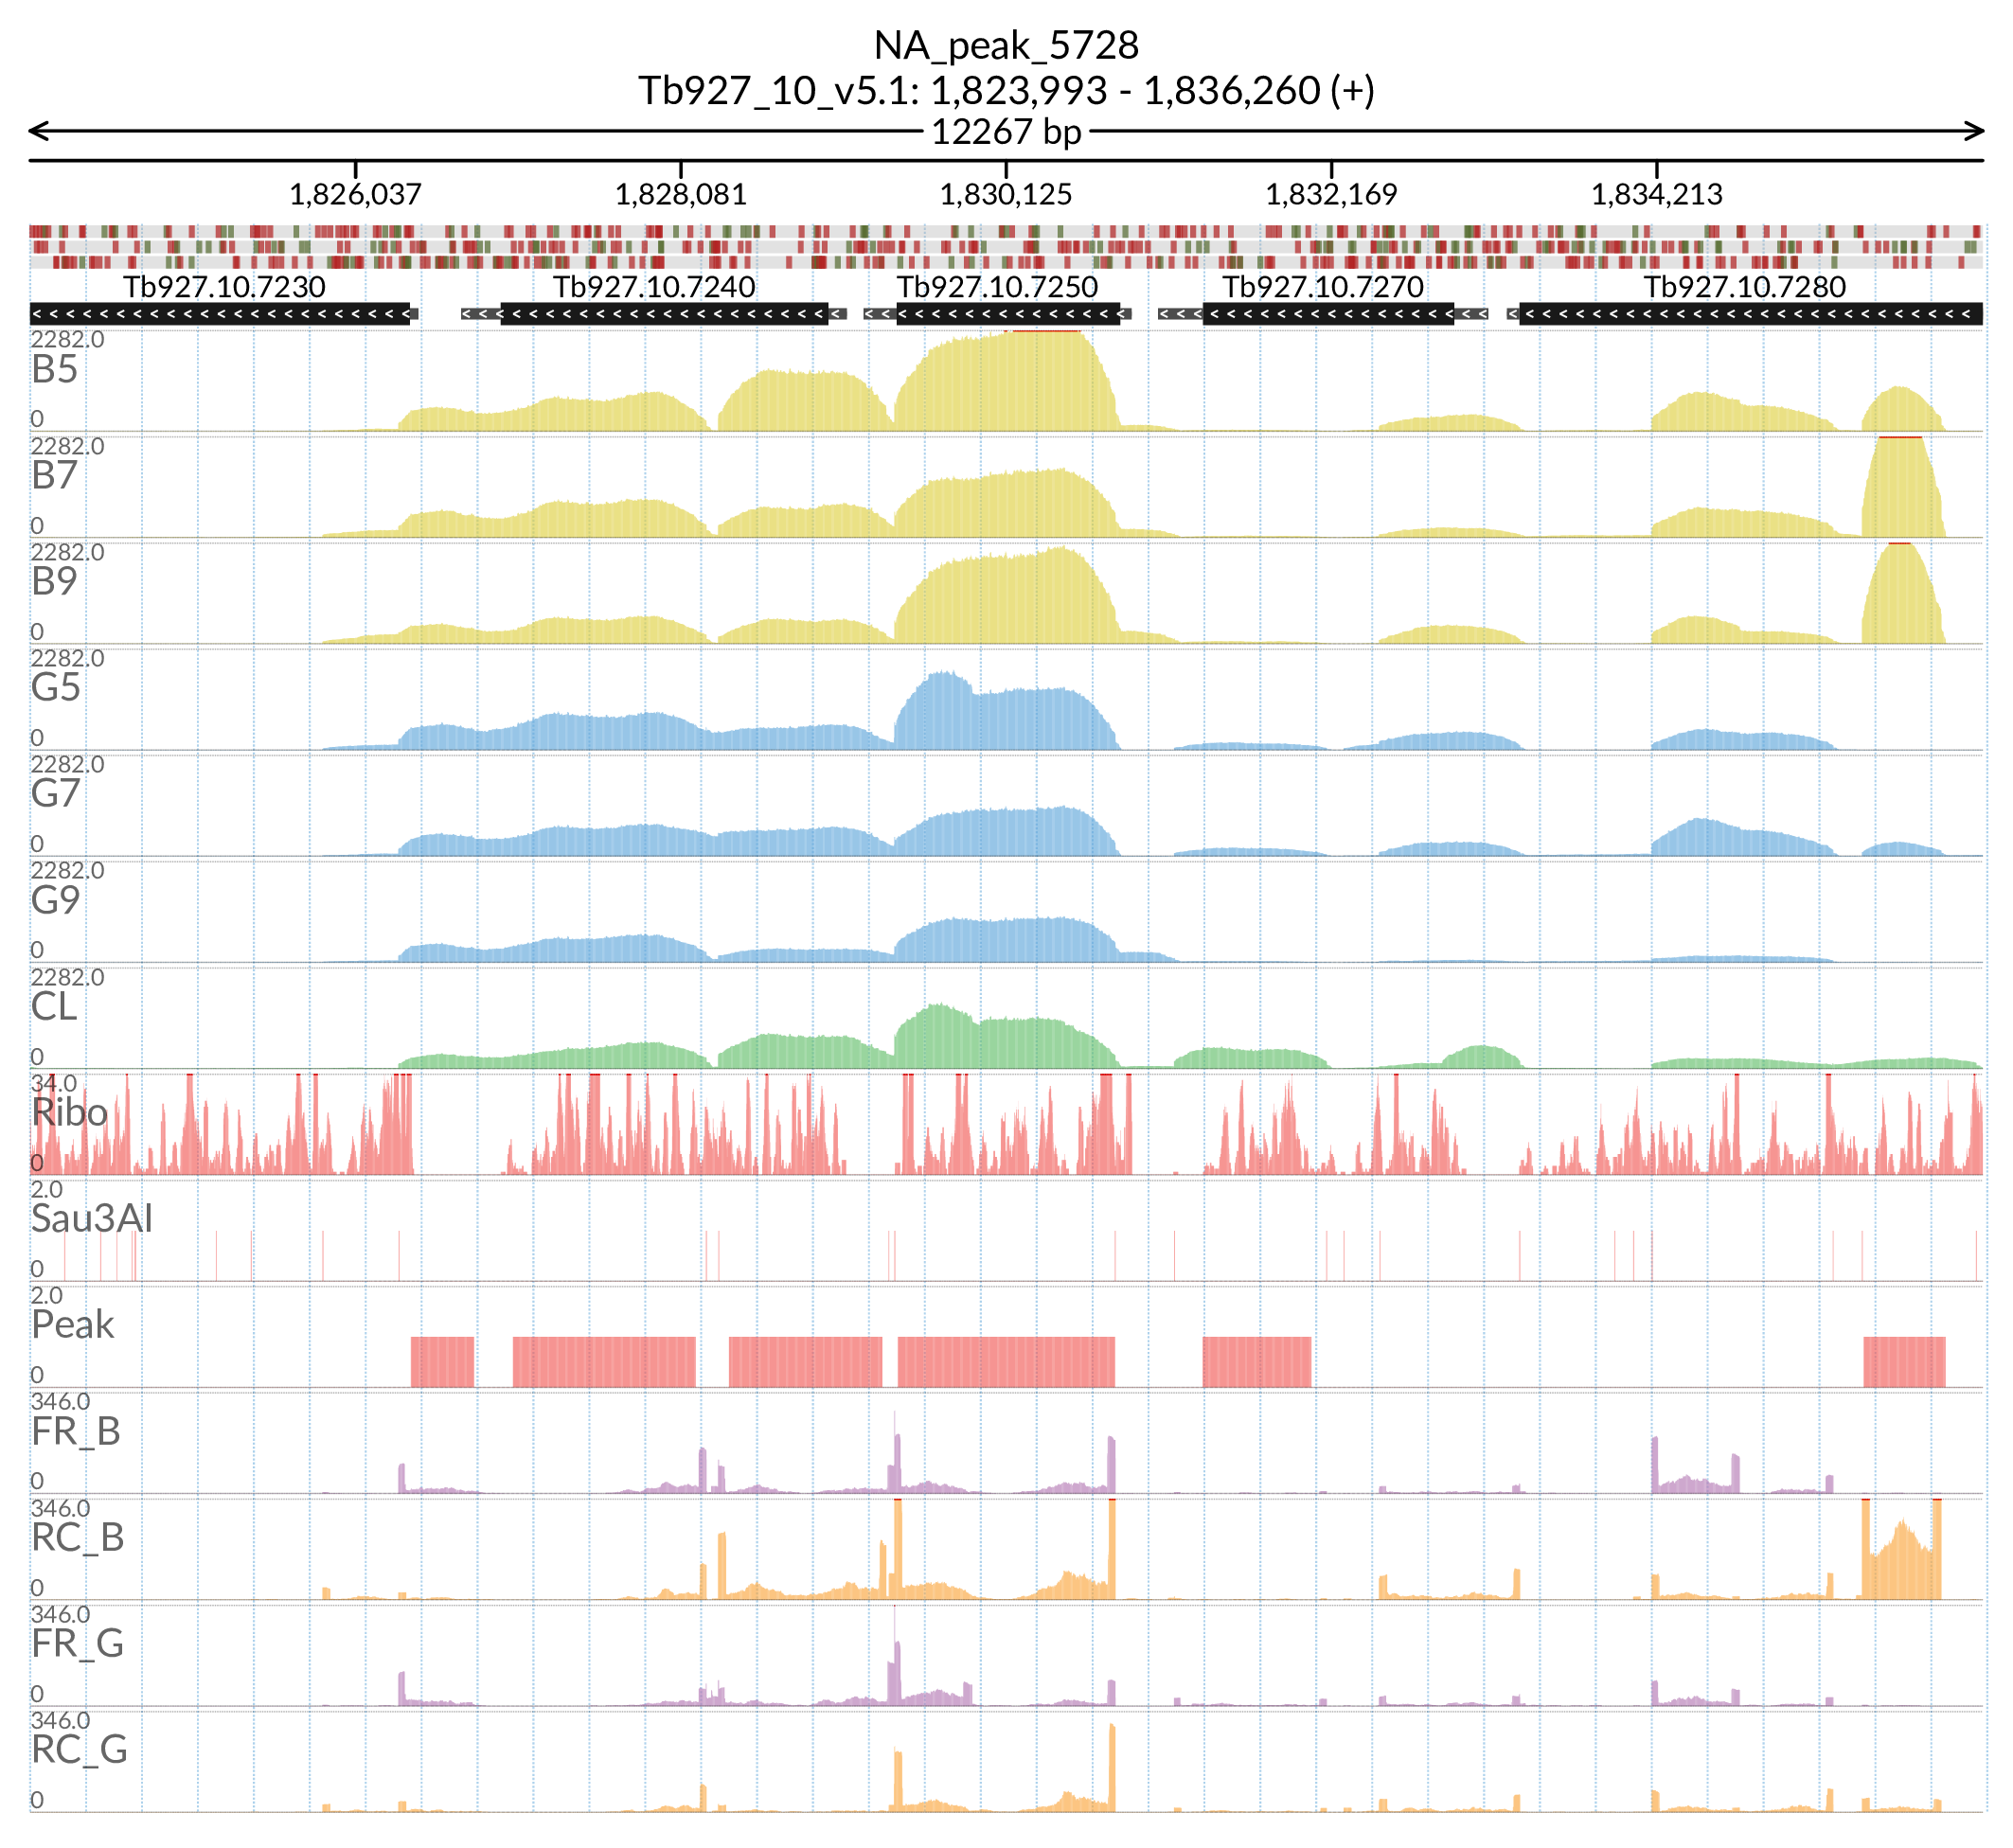 NA_peak_5728
Tb927_10_v5.1: 1,823,993 - 1,836,260 (+)
12267 bp
1,826,037 1,828,081 1,830,125 1,832,169 1,834,213
Tb927.10.7230 Tb927.10.7240 Tb927.10.7250 Tb927.10.7270 Tb927.10.7280
2282.0
B5
0
2282.0
B7
0
2282.0
B9
0
2282.0
G5
0
2282.0
G7
0
2282.0
G9
0
2282.0
CL
0
34.0
Ribo
0
2.0
Sau3AI
0
2.0
Peak
0
346.0
FR_B
0
346.0
RC_B
0
346.0
FR_G
0
346.0
RC_G
0